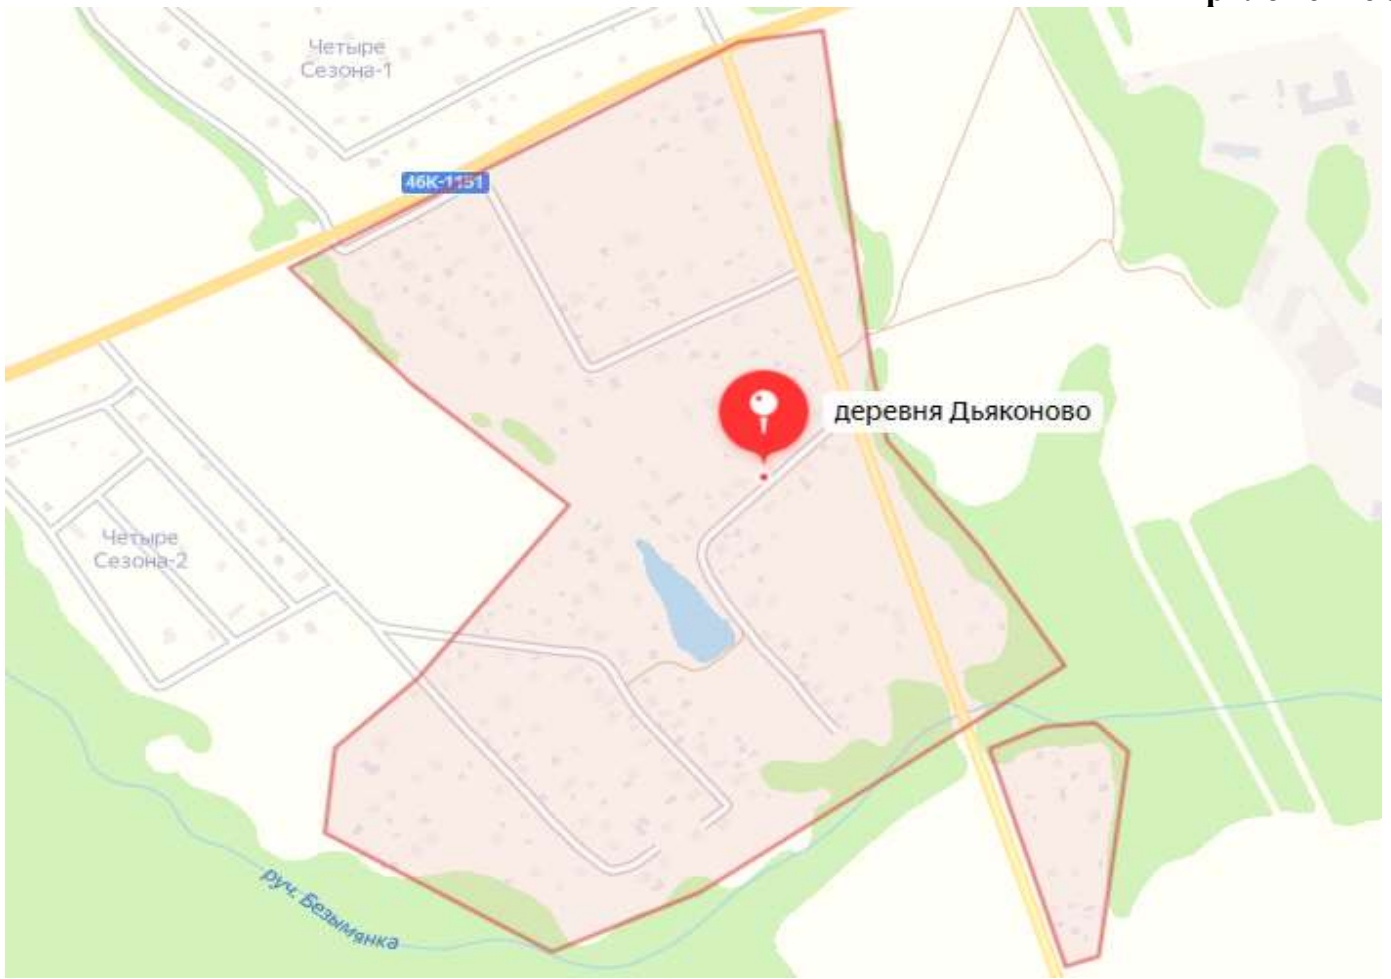 Четыре
Сезона-1
46К-1151
деревня Дьяконово
Четыре
Сезона-2
руч. Безымянка